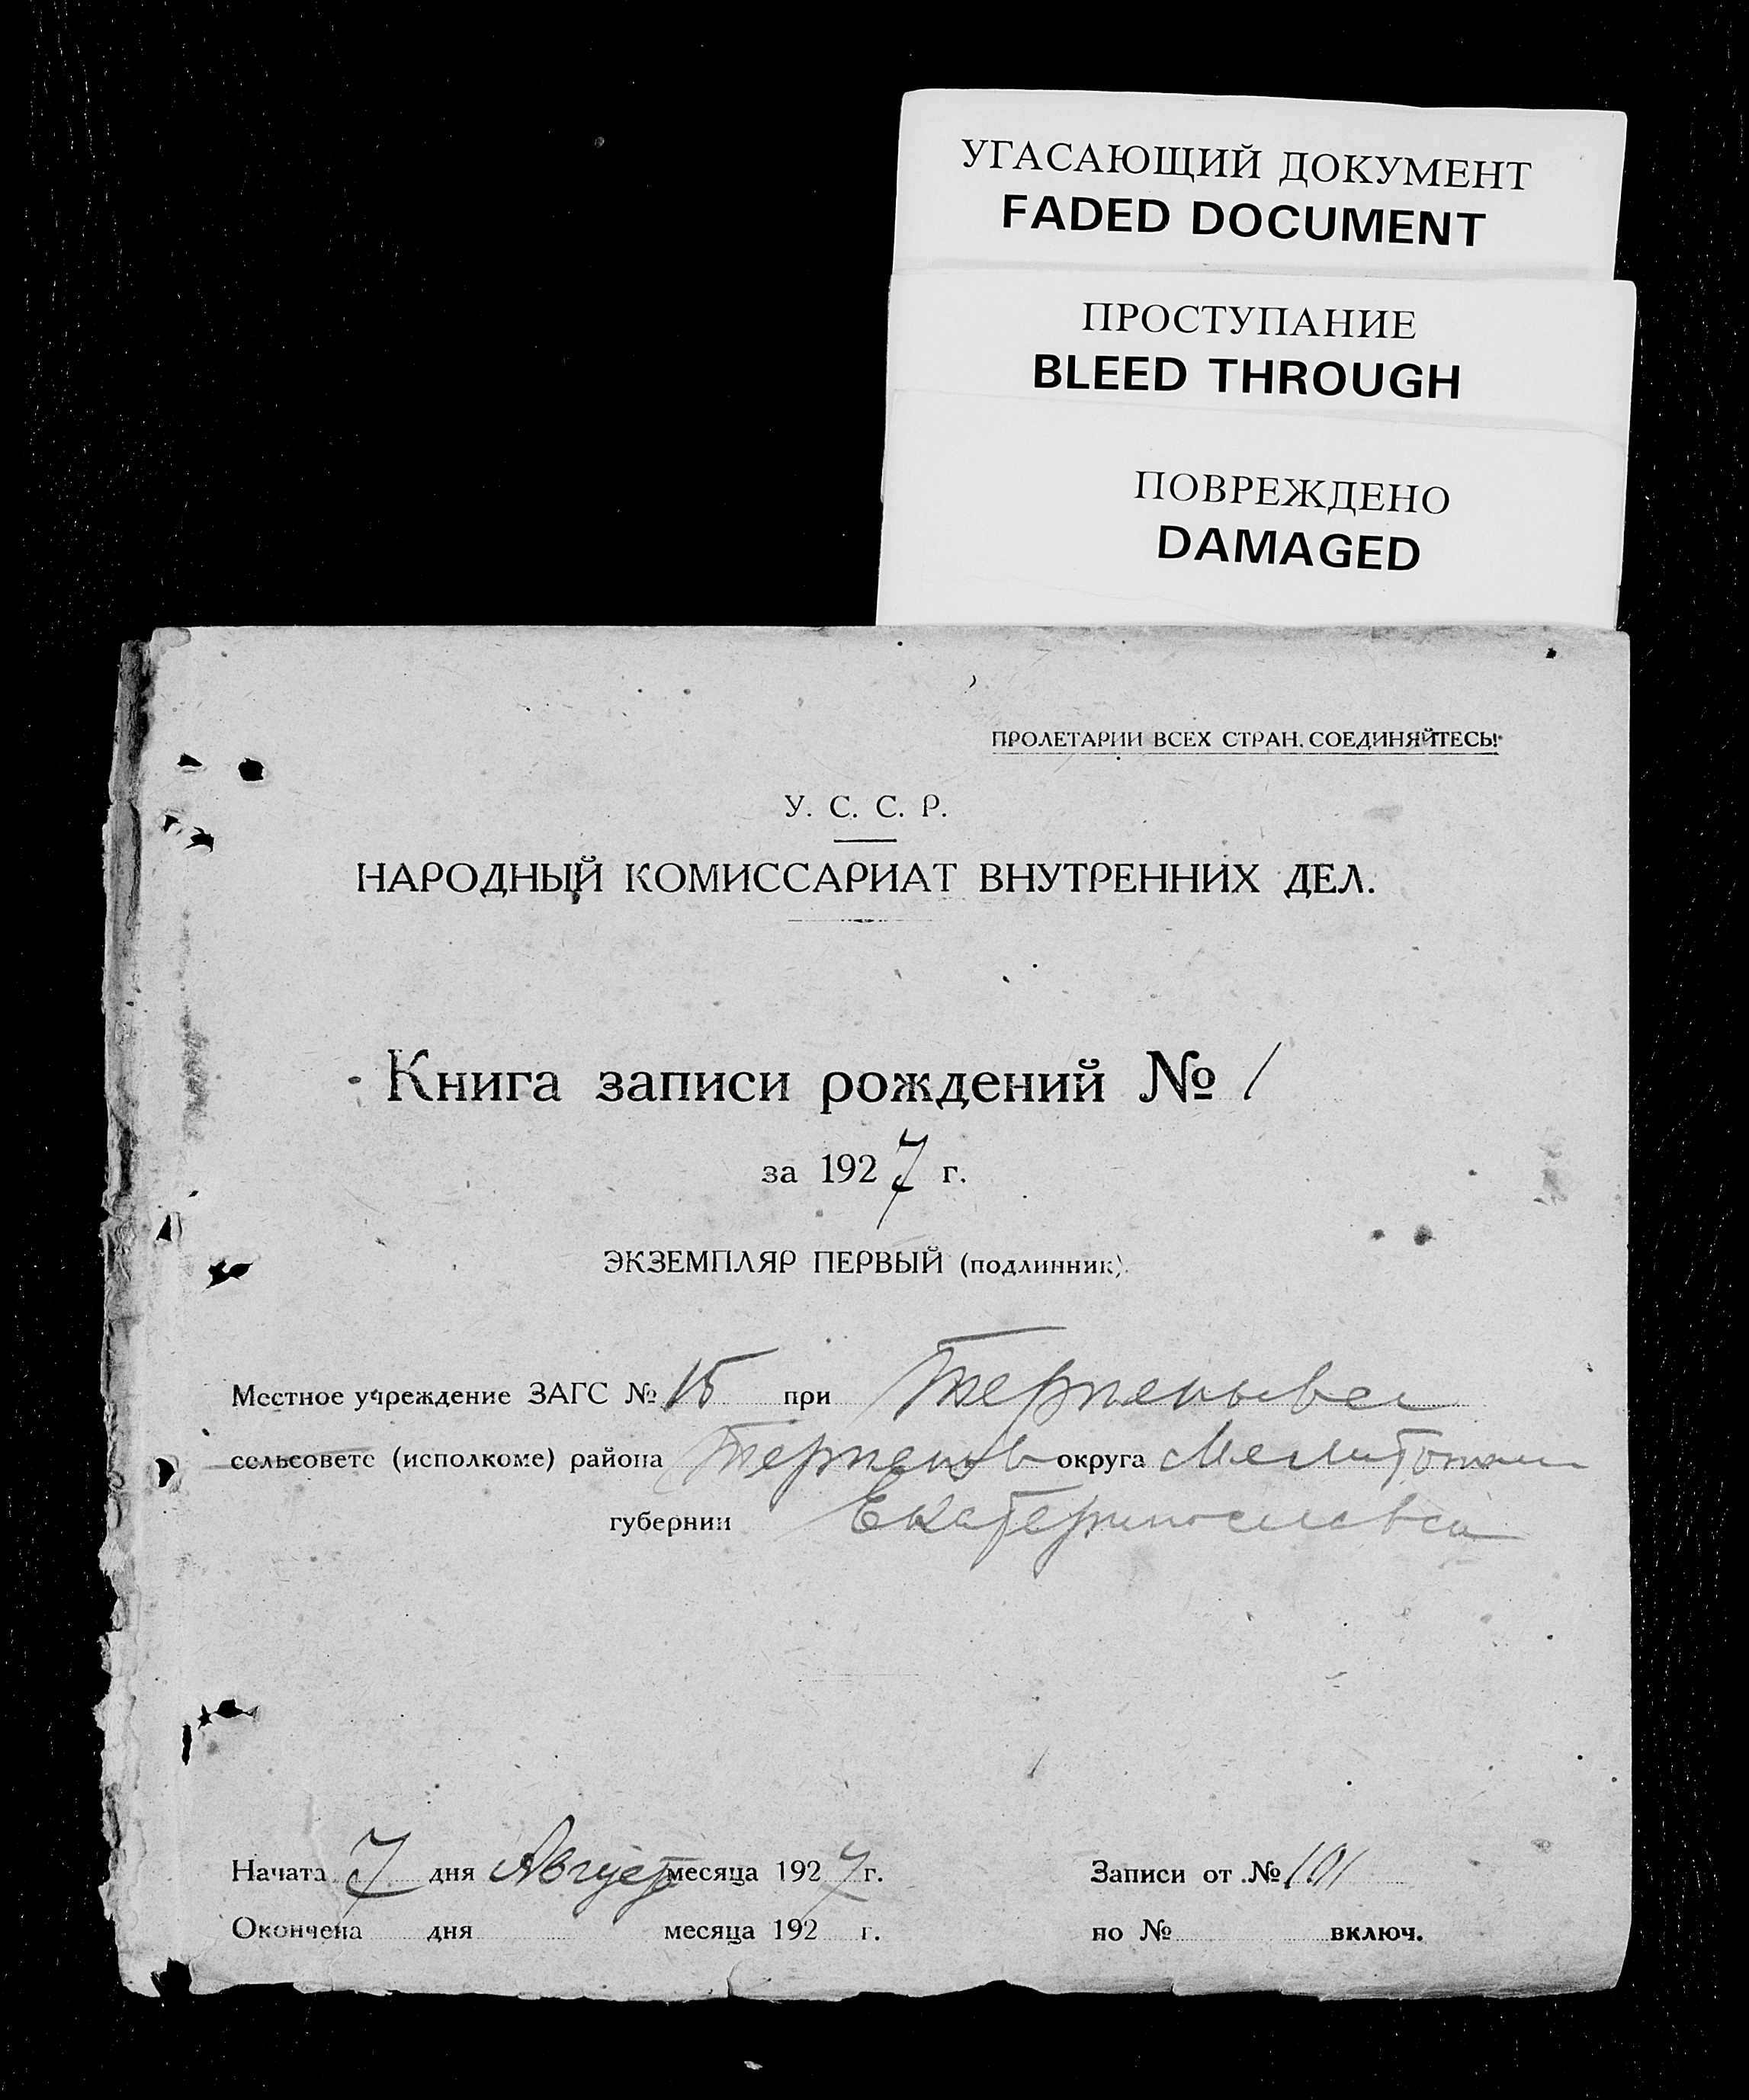 УГАСАЮЩИЙ ДОКУМЕНТ
FADED DOCUMENT
ПРОСТУПАНИЕ
BLEED THROUGH
ПОВРЕЖДЕНО
DAMAGED
ПРОЛЕТАРИИ ВСЕХ СТРАН, СОЕДИНЯЙТЕСЬ!
У. С. С. Р.
НАРОДНЫЙ КОМИССАРИАТ ВНУТРЕННИХ ДЕЛ.
Книга записи рождений № 1
за 1927 г.
ЭКЗЕМПЛЯР ПЕРВЫЙ (подлинник).
Местное учреждение ЗАГС № 15 при
сельсовете (исполкоме) района округа
губернии
Начата 7 дня Август месяца 1927 г. Записи от № 101
Окончена дня месяца 192 г. по № включ.